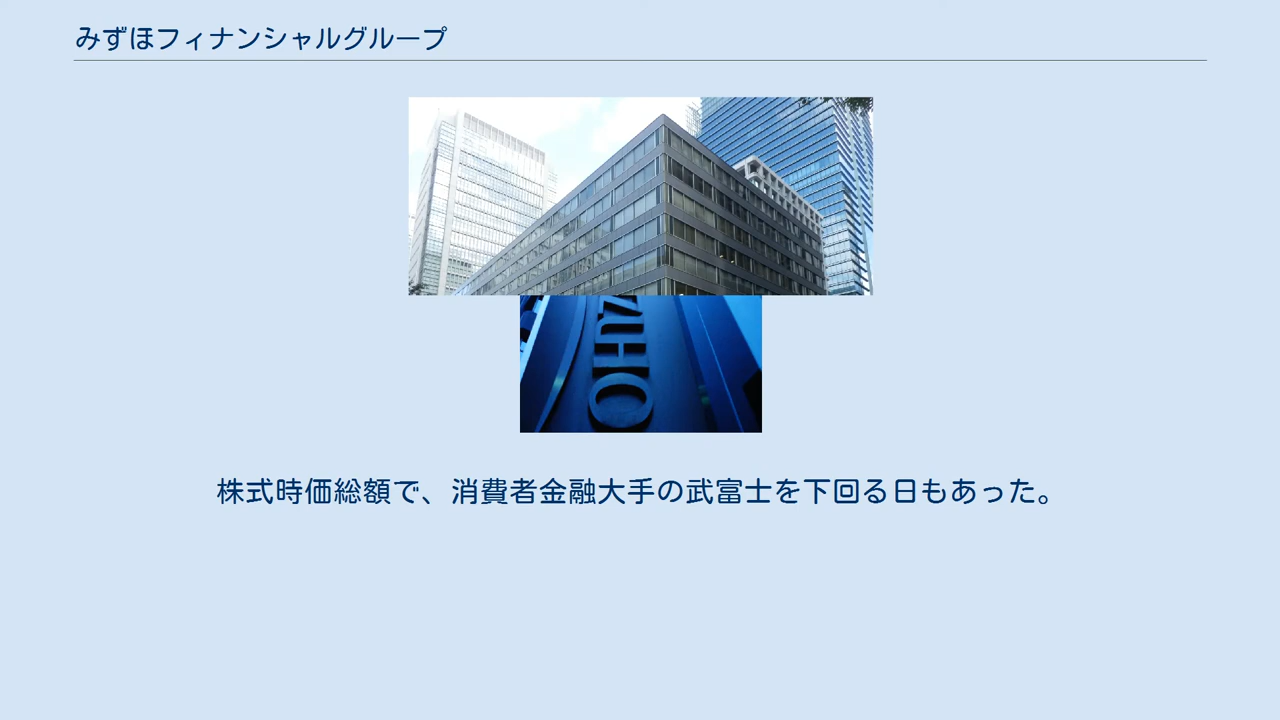 みずほフィナンシャルグループ
ZUHO
株式時価総額で、消費者金融大手の武富士を下回る日もあった。